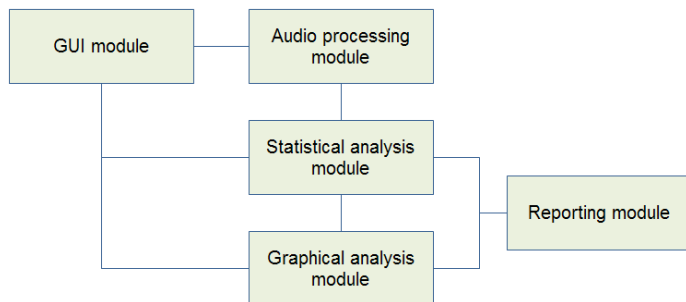 GUI module
Audio processing
module
Statistical analysis
module
Reporting module
Graphical analysis
module